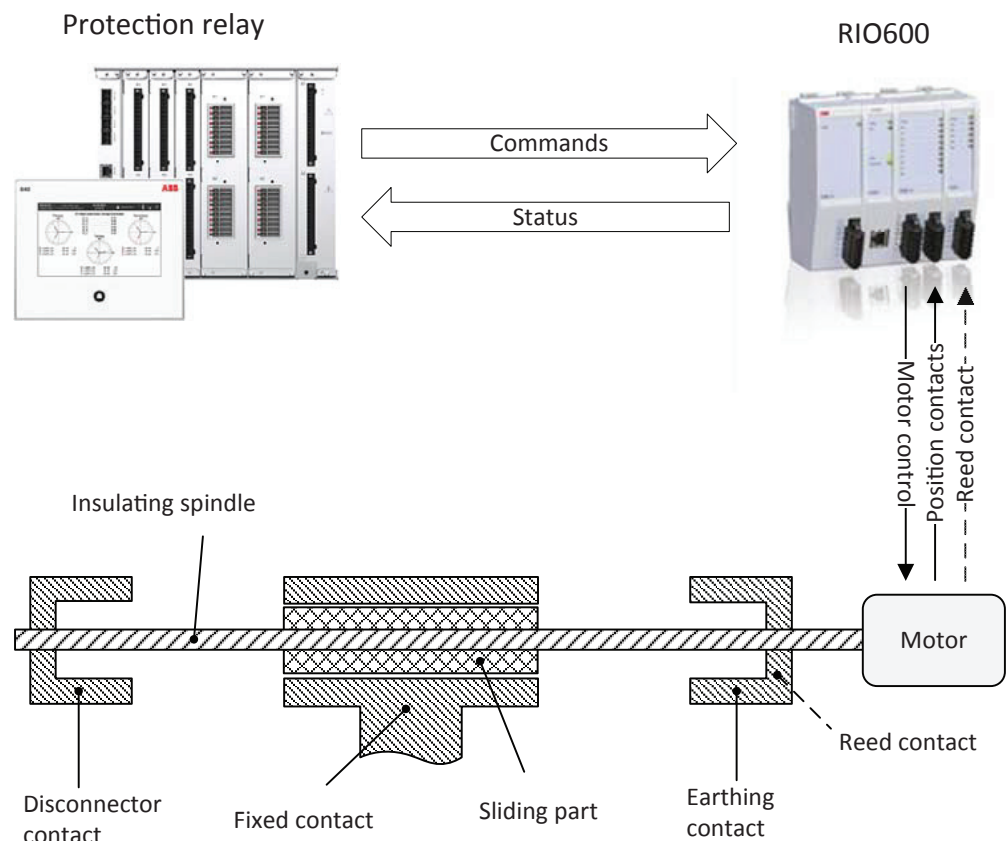 Protection relay
RIO600
ABB
Commands
Status
Motor control
Position contacts
Reed contact
Insulating spindle
Motor
Reed contact
Disconnector
contact
Fixed contact
Sliding part
Earthing
contact